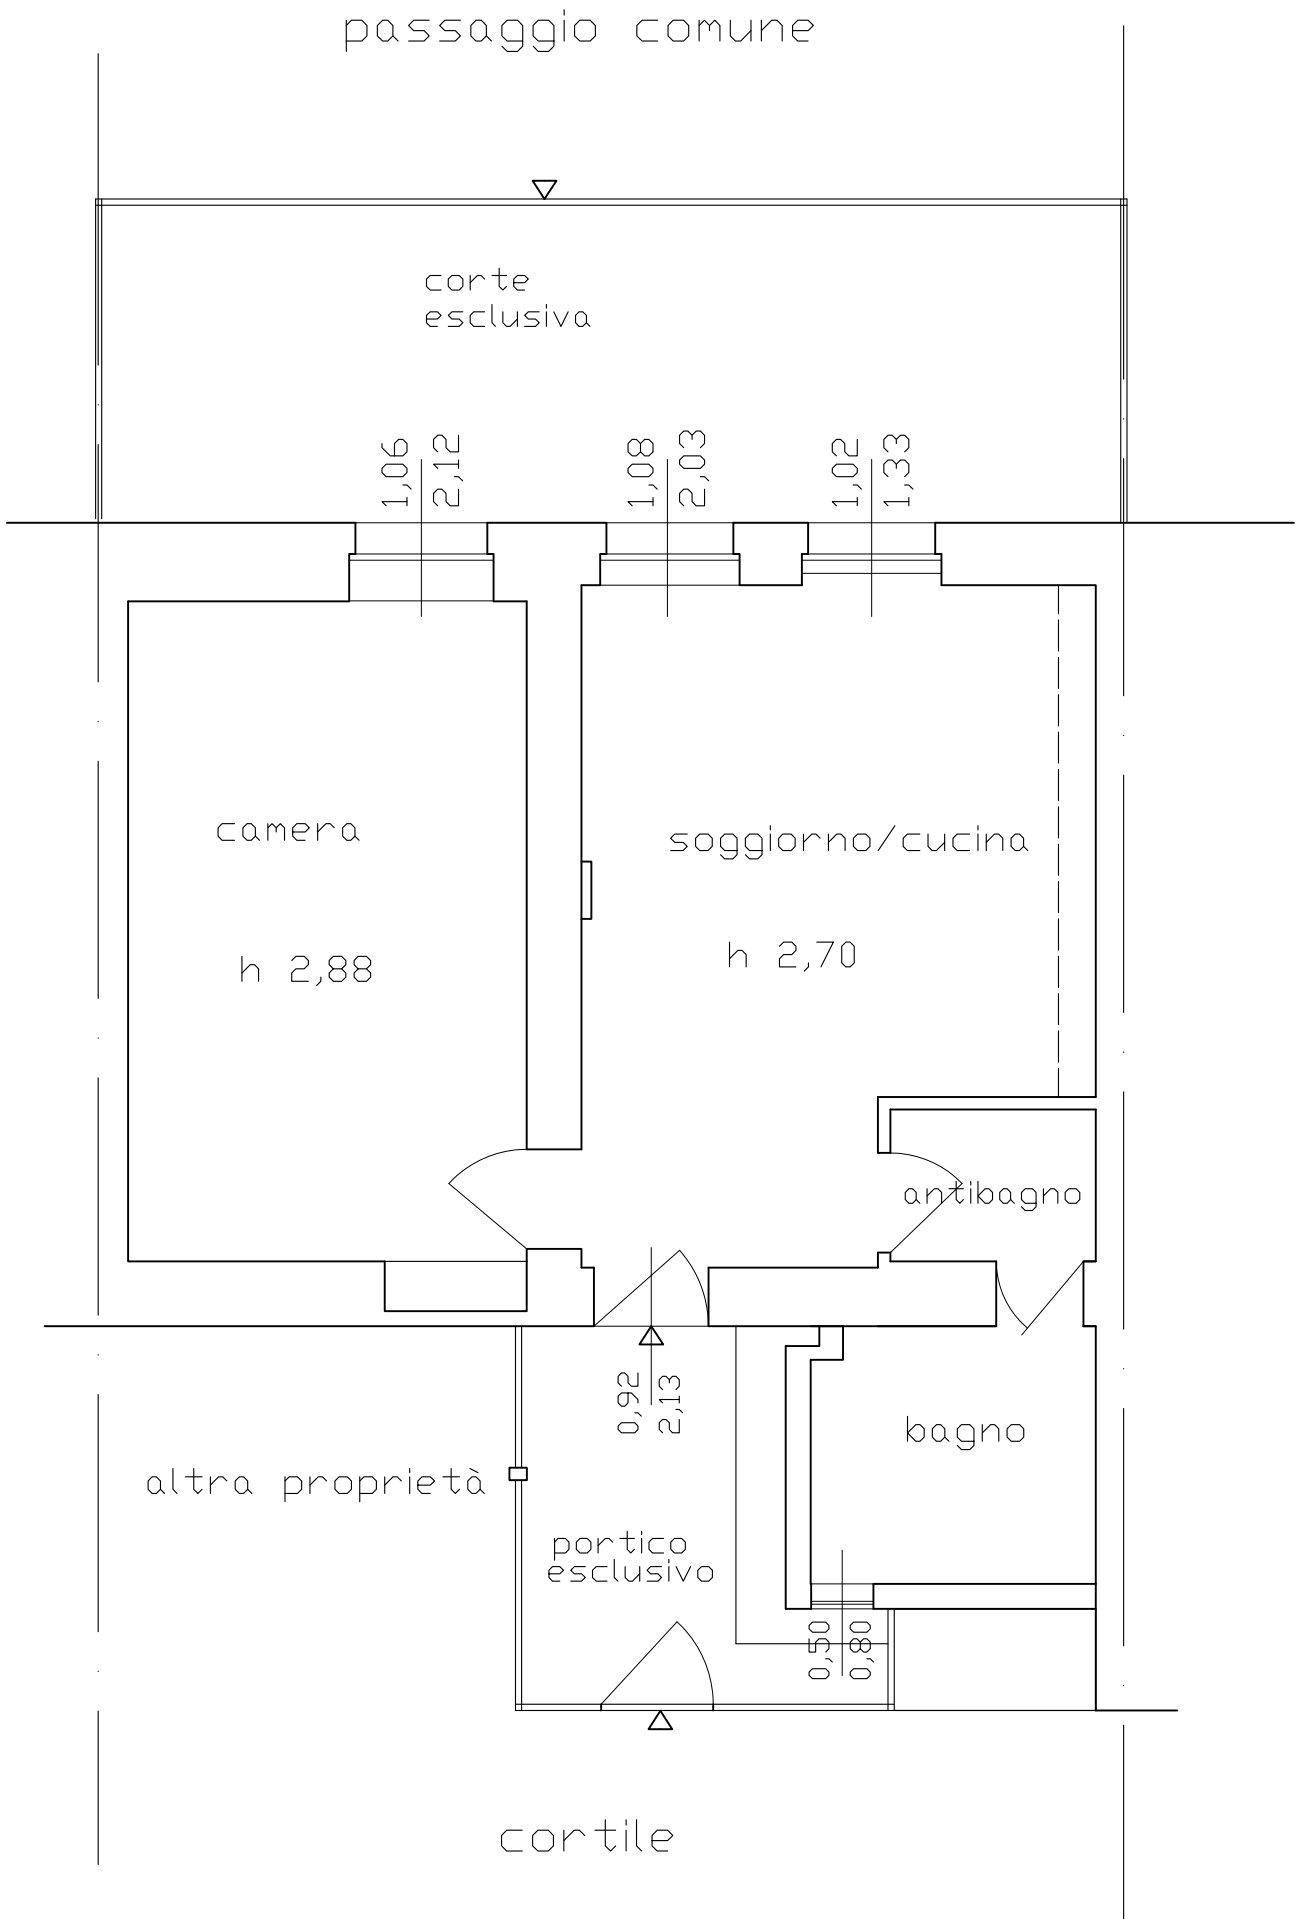 passaggio comune
corte
esclusiva
1,06
2,12
1,08
2,03
1,02
1,33
camera
soggiorno/cucina
h 2,88
h 2,70
antibagno
0,92
2,13
bagno
altra proprietà
portico
esclusivo
0,50
0,80
cortile